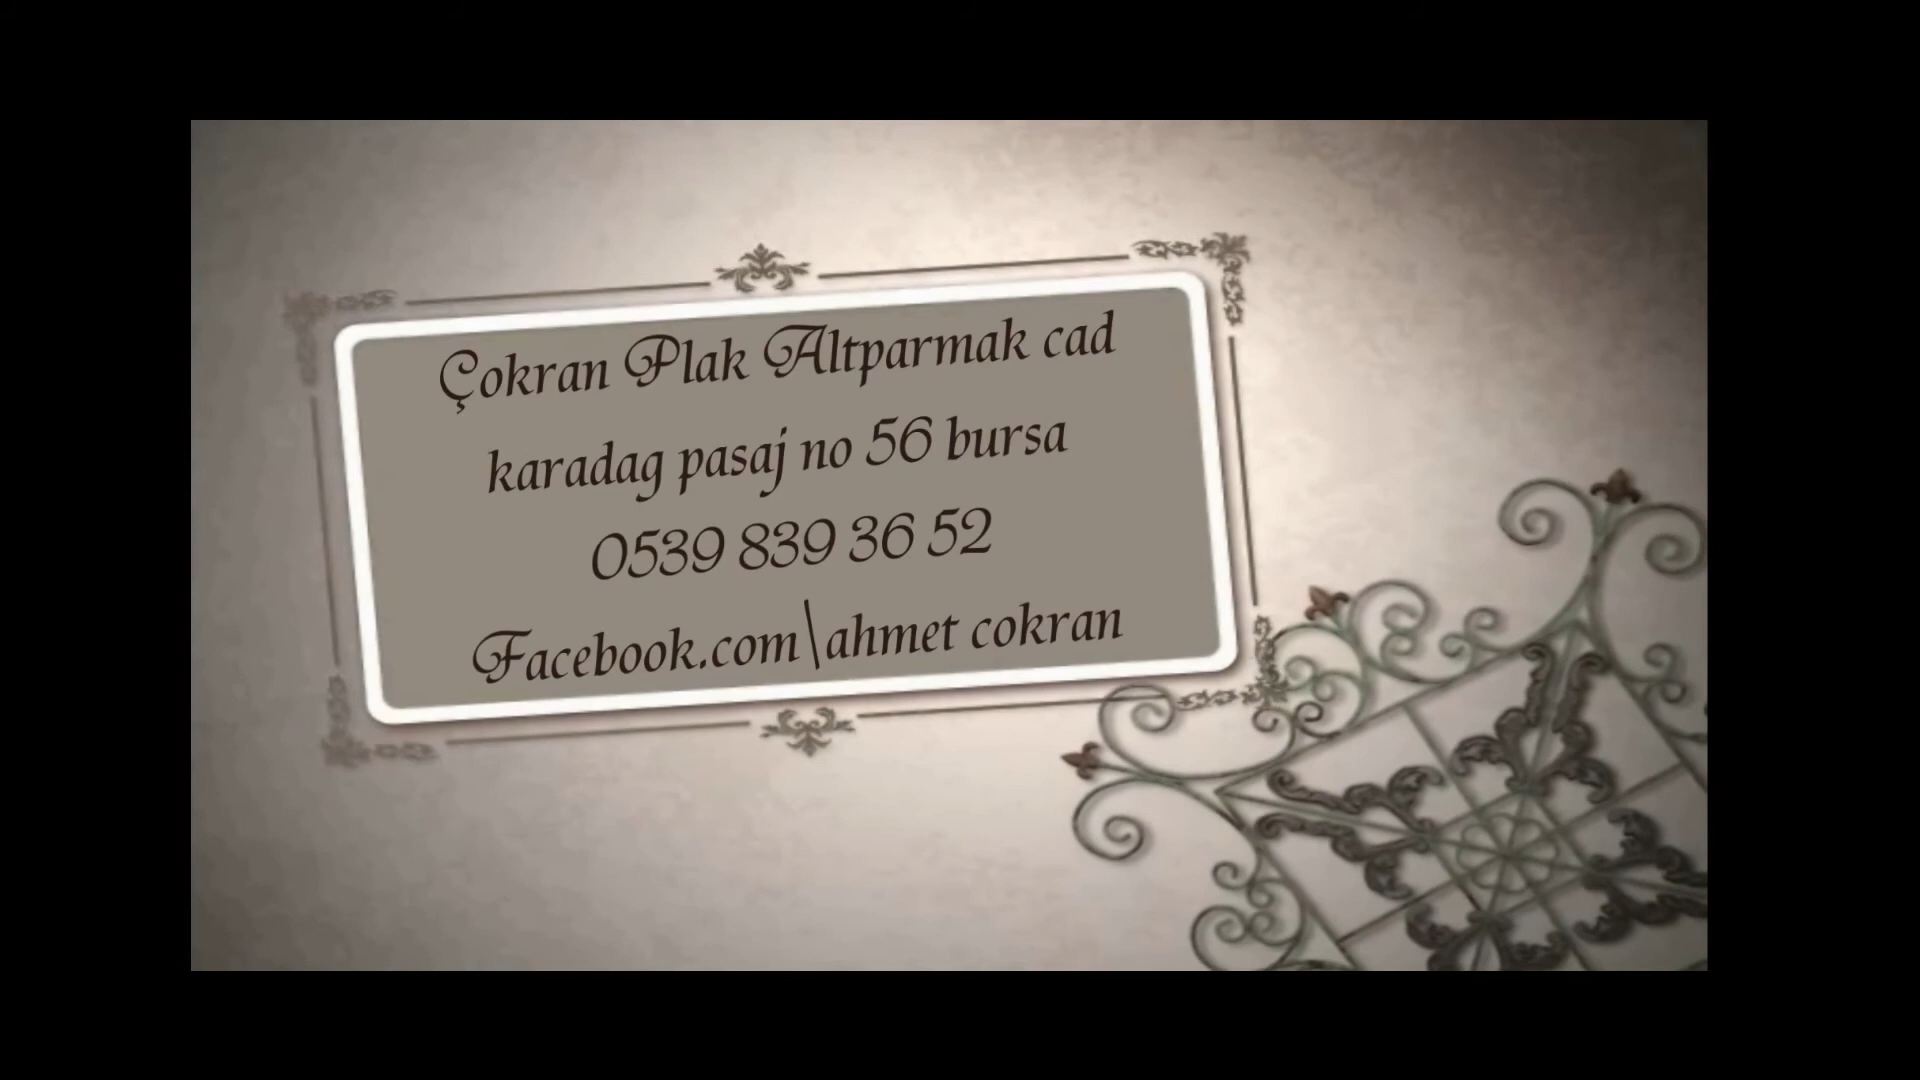 Çokran Plak Altparmak cad
karadag pasaj no 56 bursa
0539 839 36 52
Facebook.com\ahmet cokran